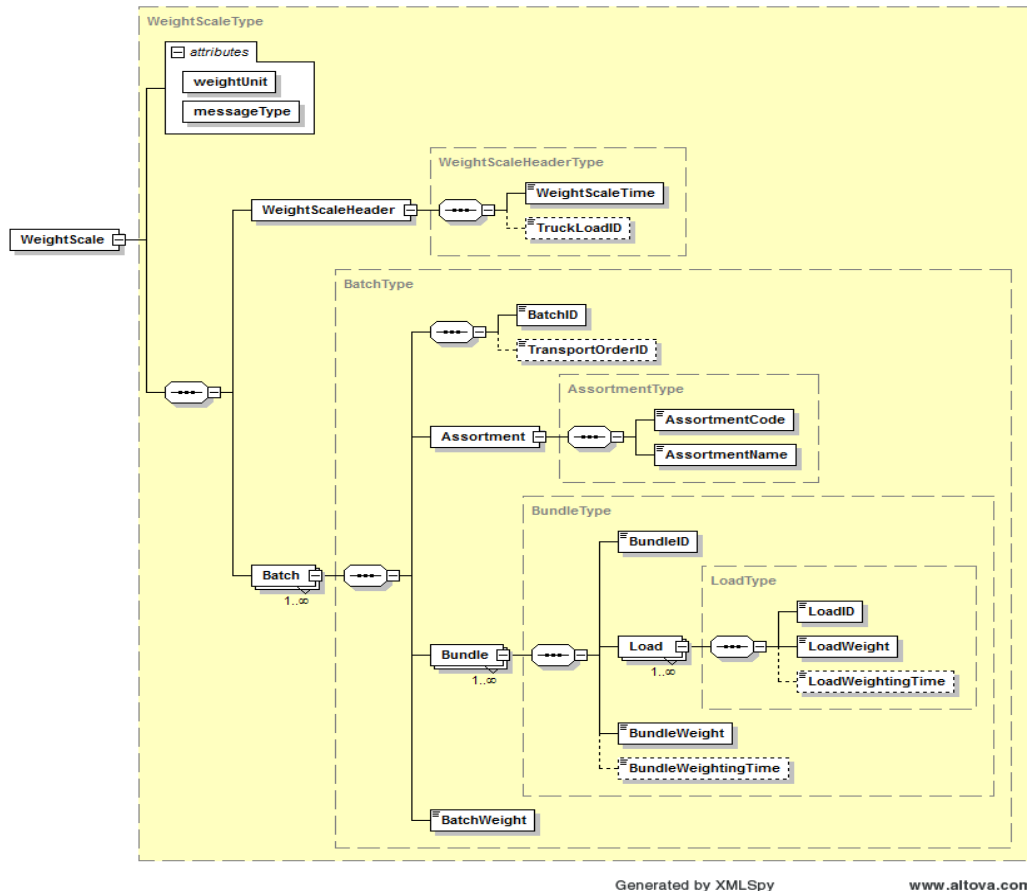 WeightScaleType
attributes
weightUnit
messageType
WeightScaleHeaderType
WeightScaleTime
WeightScaleHeader
TruckLoadID
WeightScale
BatchType
BatchID
TransportOrderID
AssortmentType
AssortmentCode
Assortment
AssortmentName
BundleType
BundleID
LoadType
Batch
1..∞
LoadID
Bundle
1..∞
Load
1..∞
LoadWeight
LoadWeightingTime
BundleWeight
BundleWeightingTime
BatchWeight
Generated by XMLSpy
www.altova.com